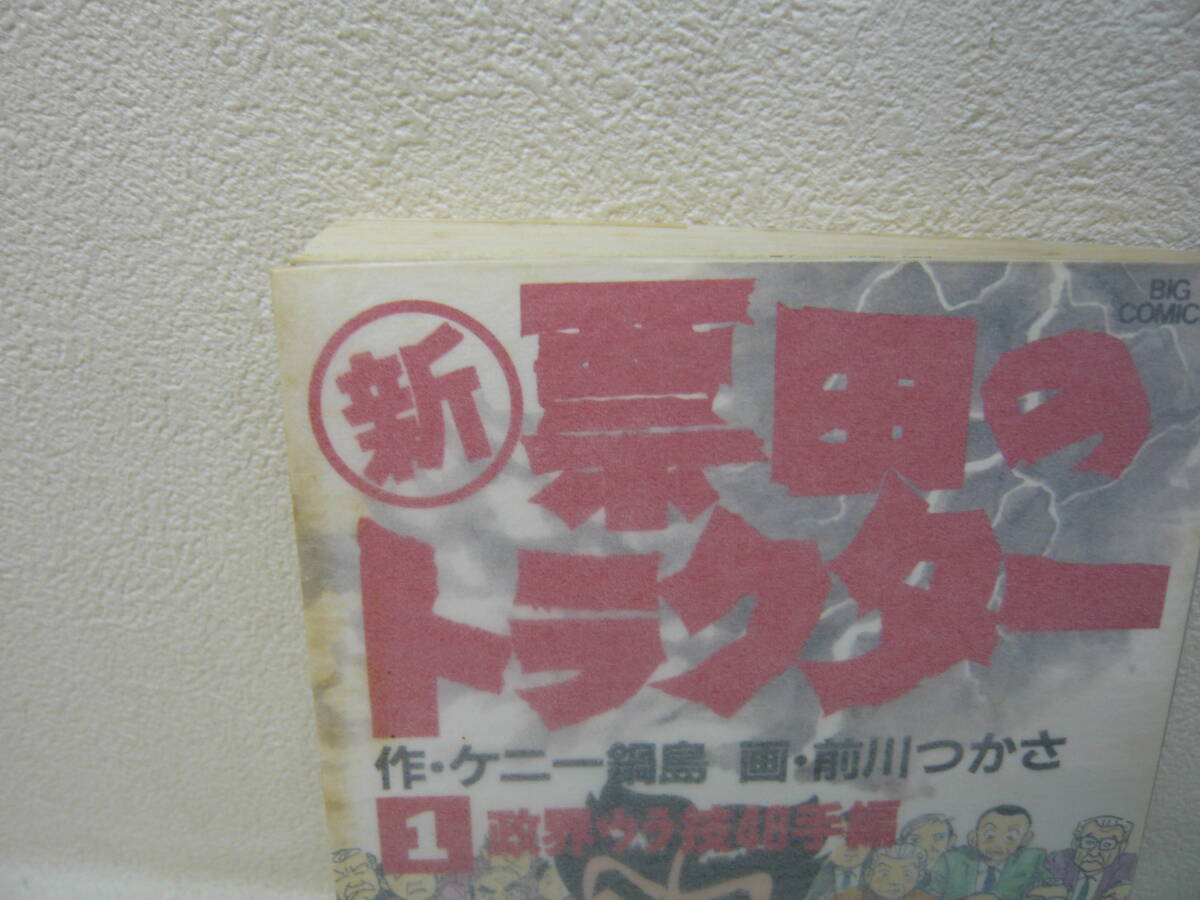 BIG
COMIC
新 票田の
トラクター
作・ケニー鍋島 画・前川つかさ
1 政界ウラ技48手編